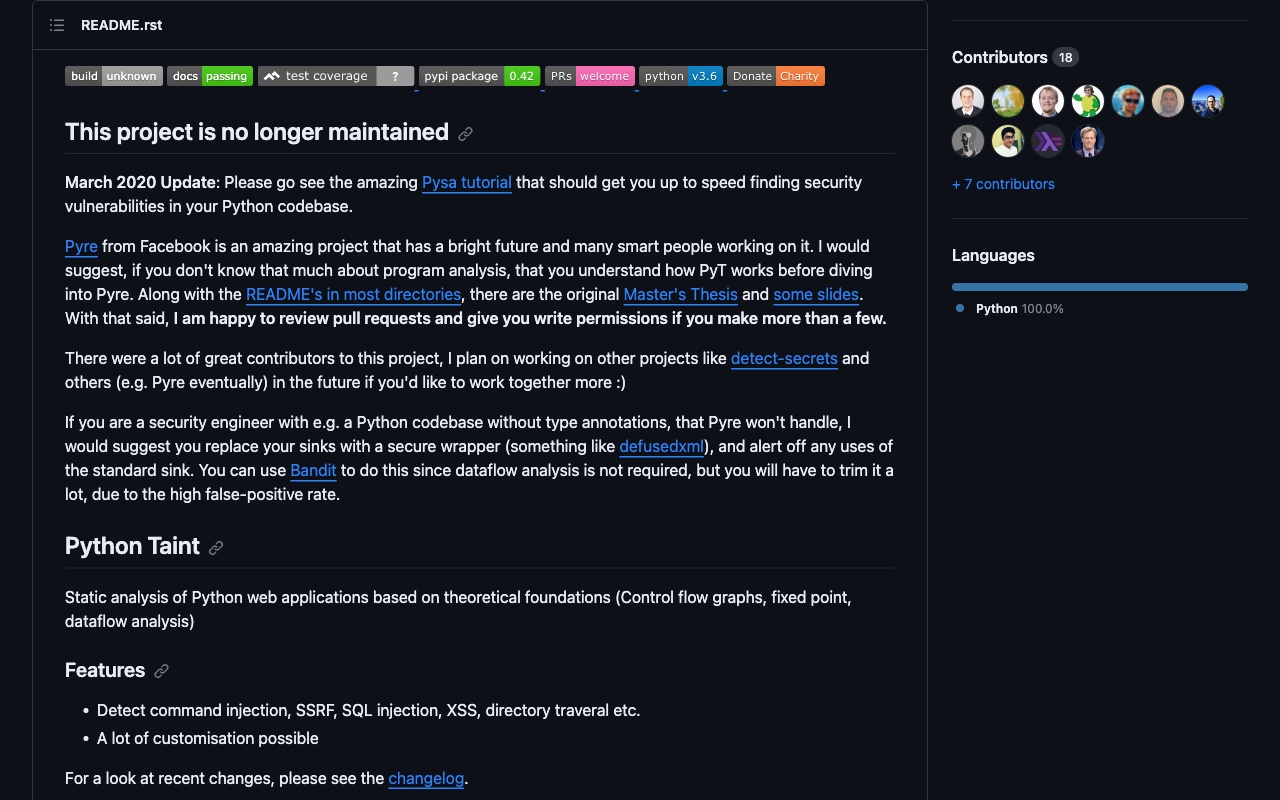 README.rst
build unknown docs passing test coverage ? pypi package 0.42 PRs welcome python v3.6 Donate Charity
This project is no longer maintained
March 2020 Update: Please go see the amazing Pysa tutorial that should get you up to speed finding security
vulnerabilities in your Python codebase.
Pyre from Facebook is an amazing project that has a bright future and many smart people working on it. I would
suggest, if you don't know that much about program analysis, that you understand how PyT works before diving
into Pyre. Along with the README's in most directories, there are the original Master's Thesis and some slides.
With that said, I am happy to review pull requests and give you write permissions if you make more than a few.
There were a lot of great contributors to this project, I plan on working on other projects like detect-secrets and
others (e.g. Pyre eventually) in the future if you'd like to work together more :)
If you are a security engineer with e.g. a Python codebase without type annotations, that Pyre won't handle, I
would suggest you replace your sinks with a secure wrapper (something like defusedxml), and alert off any uses of
the standard sink. You can use Bandit to do this since dataflow analysis is not required, but you will have to trim it a
lot, due to the high false-positive rate.
Python Taint
Static analysis of Python web applications based on theoretical foundations (Control flow graphs, fixed point,
dataflow analysis)
Features
• Detect command injection, SSRF, SQL injection, XSS, directory traveral etc.
• A lot of customisation possible
For a look at recent changes, please see the changelog.
Contributors 18
+ 7 contributors
Languages
Python 100.0%